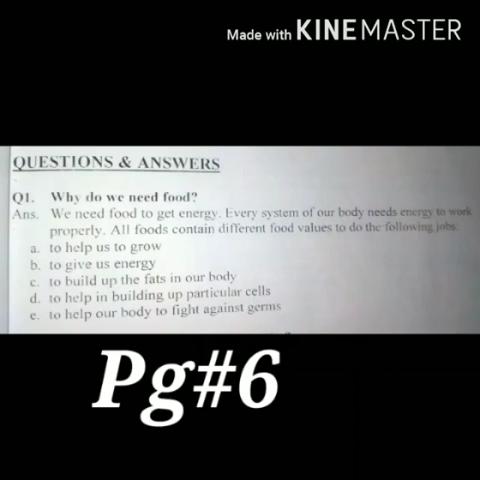 Made with KINEMASTER
QUESTIONS & ANSWERS
Q1. Why do we need food?
Ans. We need food to get energy. Every system of our body needs energy to work
properly. All foods contain different food values to do the following jobs.
a. to help us to grow
b. to give us energy
c. to build up the fats in our body
d. to help in building up particular cells
e. to help our body to fight against germs
Pg#6